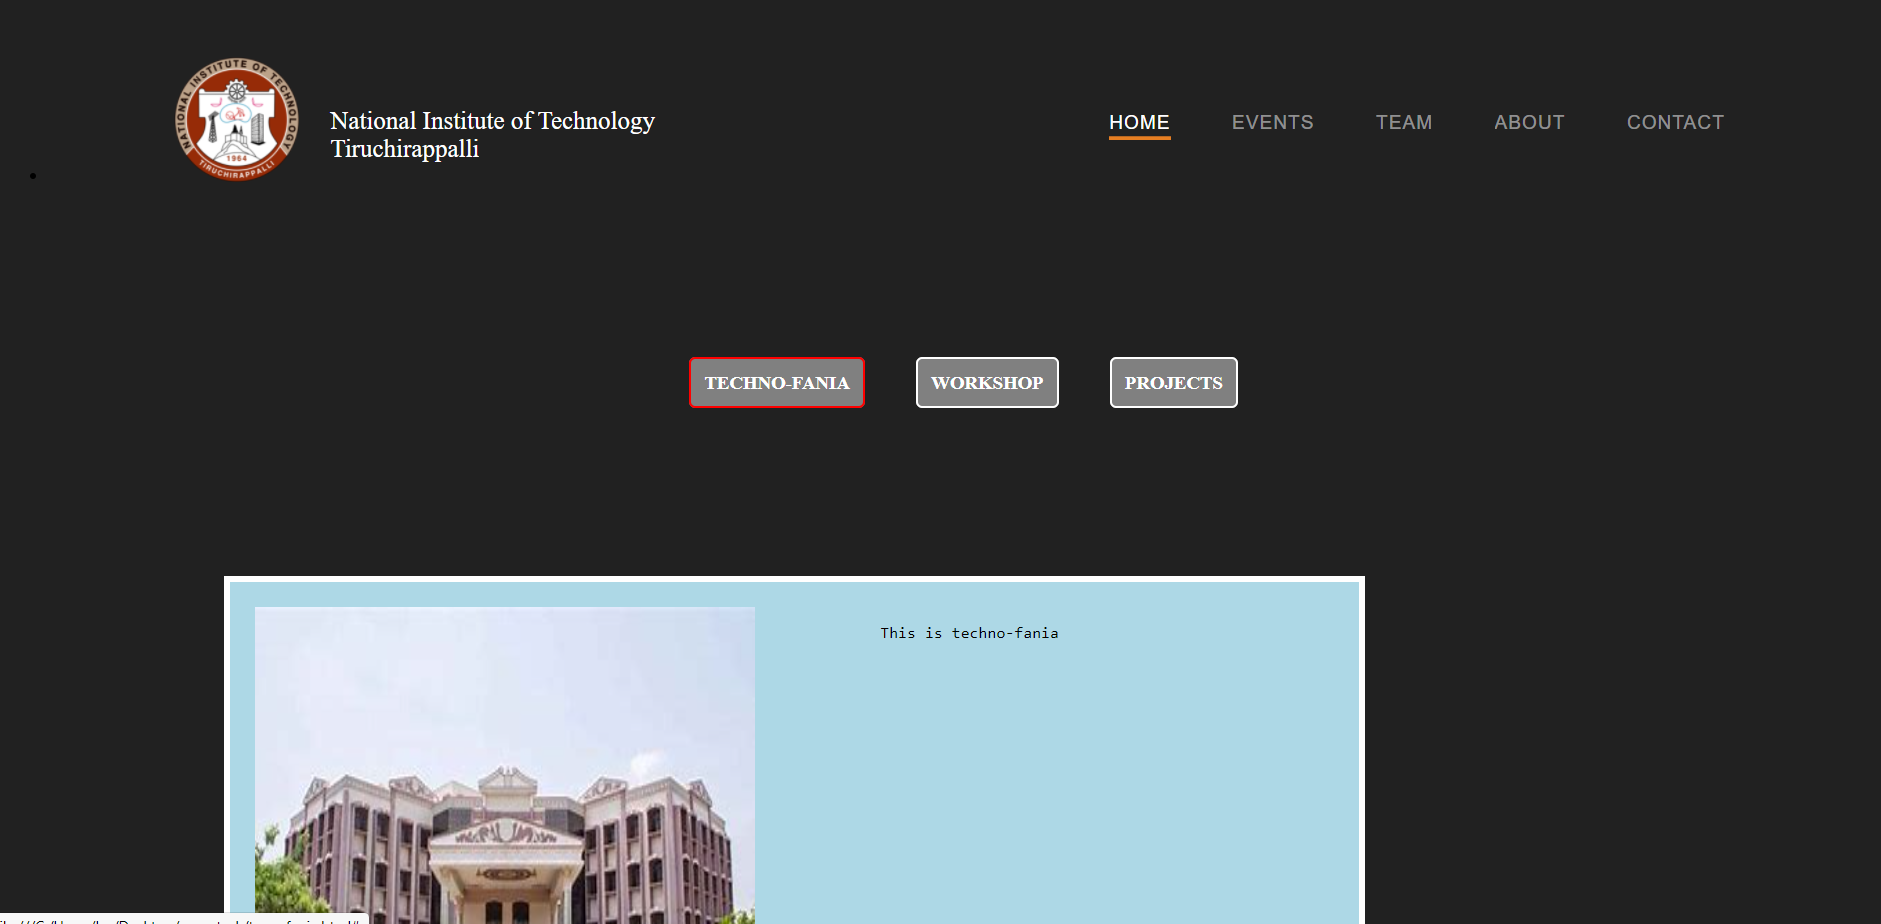 NATIONAL INSTITUTE OF TECHNOLOGY
1964
TIRUCHIRAPPALLI
National Institute of Technology
Tiruchirappalli
HOME EVENTS TEAM ABOUT CONTACT
TECHNO-FANIA WORKSHOP PROJECTS
This is techno-fania